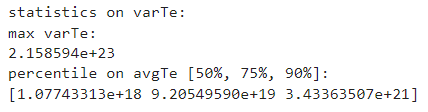 statistics on varTe:
max varTe:
2.158594e+23
percentile on avgTe [50%, 75%, 90%]:
[1.07743313e+18 9.20549590e+19 3.43363507e+21]